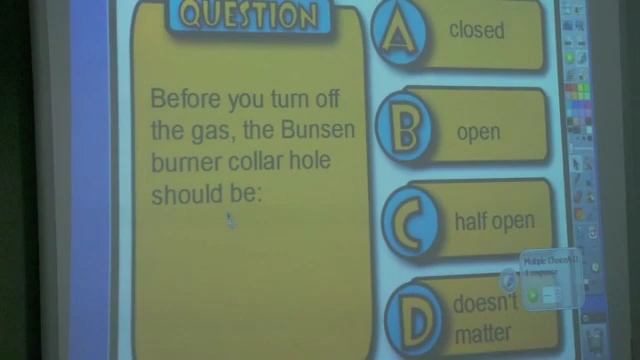 QUESTION
Before you turn off
the gas, the Bunsen
burner collar hole
should be:
A
closed
B
open
C
half open
D
doesn't
matter